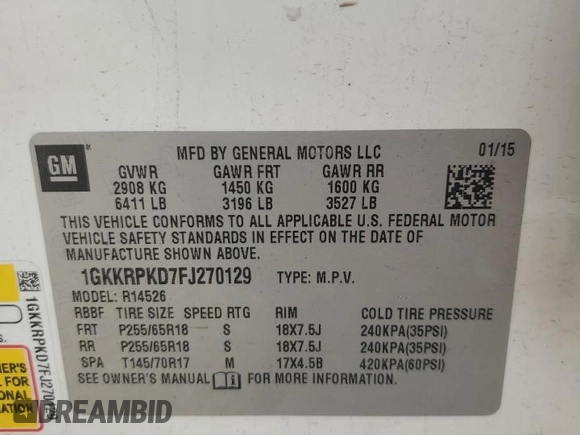 GM
MFD BY GENERAL MOTORS LLC 01/15
GVWR GAWR FRT GAWR RR
2908 KG 1450 KG 1600 KG
6411 LB 3196 LB 3527 LB
THIS VEHICLE CONFORMS TO ALL APPLICABLE U.S. FEDERAL MOTOR
VEHICLE SAFETY STANDARDS IN EFFECT ON THE DATE OF
MANUFACTURE SHOWN ABOVE.
1GKKRPKD7FJ270129 TYPE: M.P.V.
MODEL: R14526
RBBF TIRE SIZE SPEED RTG RIM COLD TIRE PRESSURE
FRT P255/65R18 S 18X7.5J 240KPA(35PSI)
RR P255/65R18 S 18X7.5J 240KPA(35PSI)
SPA T145/70R17 M 17X4.5B 420KPA(60PSI)
SEE OWNER'S MANUAL FOR MORE INFORMATION.
1GKKRPKD7FJ270129
s.
ER'S
L FOR
ONAL
DREAMBID